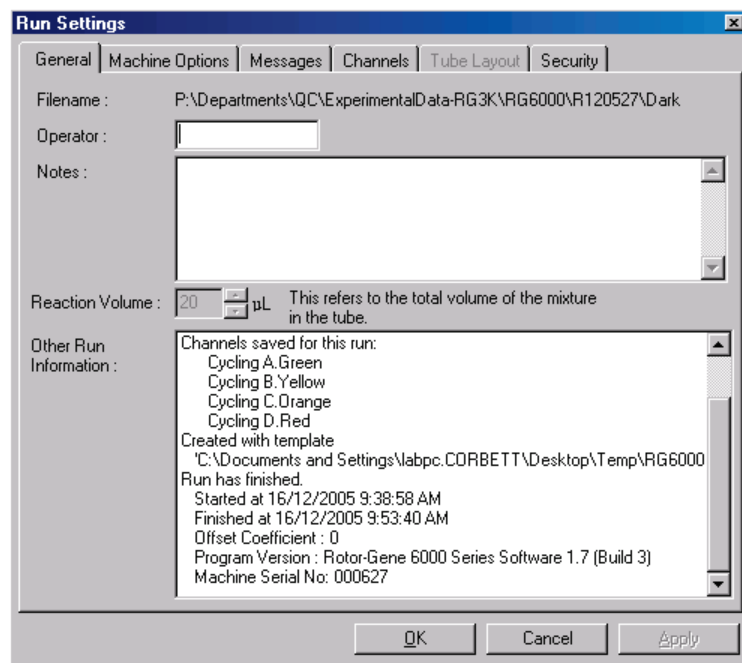 Run Settings
General Machine Options Messages Channels Tube Layout Security
Filename : P:\Departments\QC\ExperimentalData-RG3K\RG6000\R120527\Dark
Operator :
Notes :
Reaction Volume : 20 µL This refers to the total volume of the mixture
in the tube.
Other Run
Information :
Channels saved for this run:
Cycling A.Green
Cycling B.Yellow
Cycling C.Orange
Cycling D.Red
Created with template
'C:\Documents and Settings\labpc.CORBETT\Desktop\Temp\RG6000
Run has finished.
Started at 16/12/2005 9:38:58 AM
Finished at 16/12/2005 9:53:40 AM
Offset Coefficient : 0
Program Version : Rotor-Gene 6000 Series Software 1.7 (Build 3)
Machine Serial No: 000627
OK Cancel Apply